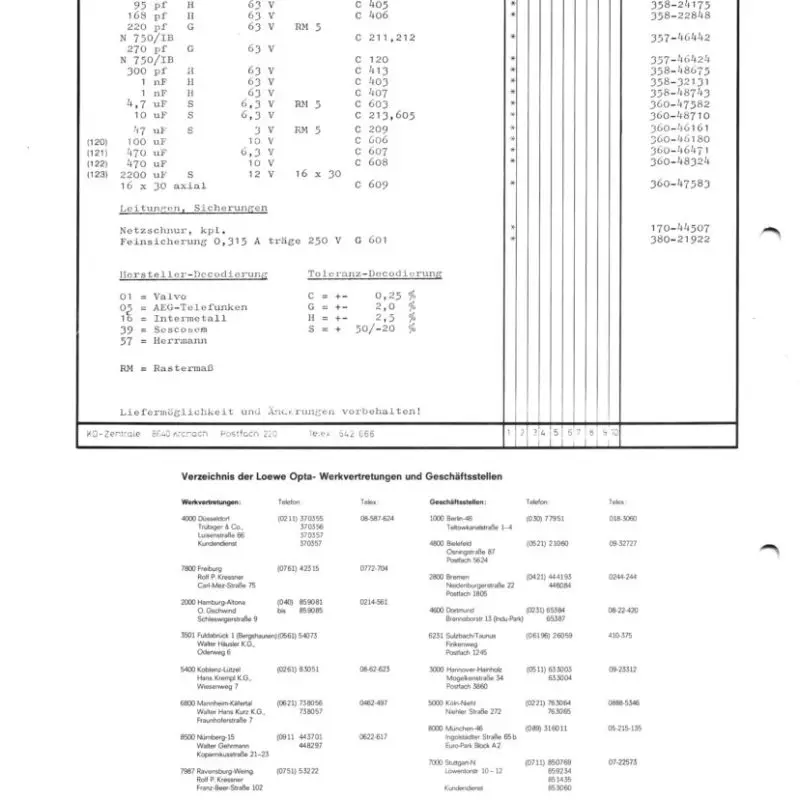 95 pf H 63 V C 405 * 358-24175
168 pf H 63 V C 406 * 358-22848
220 pf G 63 V RM 5
N 750/IB C 211,212 * 357-46442
270 pf G 63 V
N 750/IB C 120 * 357-46424
300 pf H 63 V C 413 * 358-48675
1 nF H 63 V C 403 * 358-32131
1 nF H 63 V C 407 * 358-48743
4,7 uF S 6,3 V RM 5 C 603 * 360-47582
10 uF S 6,3 V C 213,605 * 360-48710
47 uF S 3 V RM 5 C 209 * 360-46161
(120) 100 uF 10 V C 606 * 360-46180
(121) 470 uF 6,3 V C 607 * 360-46471
(122) 470 uF 10 V C 608 * 360-48324
(123) 2200 uF S 12 V 16 x 30
16 x 30 axial C 609 * 360-47583
Leitungen, Sicherungen
Netzschnur, kpl. * 170-44507
Feinsicherung 0,315 A träge 250 V G 601 * 380-21922
Hersteller-Decodierung Toleranz-Decodierung
01 = Valvo C = +- 0,25 %
05 = AEG-Telefunken G = +- 2,0 %
16 = Intermetall H = +- 2,5 %
39 = Soscosem S = + 50/-20 %
57 = Herrmann
RM = Rastermaß
Liefermöglichkeit und Änderungen vorbehalten!
KD-Zentrale 8640 Kronach Postfach 220 Telex 642 666 1 2 3 4 5 6 7 8 9 10
Verzeichnis der Loewe Opta- Werkvertretungen und Geschäftsstellen
Werkvertretungen: Telefon: Telex: Geschäftsstellen: Telefon: Telex:
4000 Düsseldorf (0211) 370355 08-587-624 1000 Berlin-46 (030) 77951 018-3060
Trübger & Co., 370356 Teltowkanalstraße 1-4
Luisenstraße 86 370357
Kundendienst 370357 4800 Bielefeld (0521) 21060 09-32727
Osningstraße 87
Postfach 5624
7800 Freiburg (0761) 42315 0772-704
Rolf P. Kressner 2800 Bremen (0421) 444193 0244-244
Carl-Mez-Straße 75 Neidenburgerstraße 22 448084
Postfach 1805
2000 Hamburg-Altona (040) 859081 0214-561
O. Gschwind bis 859085 4600 Dortmund (0231) 65384 08-22-420
Schleswigerstraße 9 Brennaborstr. 13 (Indu-Park) 65387
3501 Fuldabrück 1 (Bergshausen) (0561) 54073 6231 Sulzbach/Taunus (06196) 26059 410-375
Walter Häusler K.G., Finkenweg
Odenweg 6 Postfach 1245
5400 Koblenz-Lützel (0261) 83051 08-62-623 3000 Hannover-Hainholz (0511) 633003 09-23312
Hans Krempl K.G., Mogelkenstraße 34 633004
Wiesenweg 7 Postfach 3860
6800 Mannheim-Käfertal (0621) 738056 0462-497 5000 Köln-Niehl (0221) 763064 0888-5346
Walter Hans Kurz K.G., 738057 Niehler Straße 272 763065
Fraunhoferstraße 7
8000 München-46 (089) 316011 05-215-135
8500 Nürnberg-15 (0911 443701 0622-617 Ingolstädter Straße 65b
Walter Gehrmann 448297 Euro-Park Block A2
Kopernikusstraße 21-23
7000 Stuttgart-N (0711) 850769 07-22573
7987 Ravensburg-Weing. (0751) 53222 Löwentorstr. 10 - 12 859234
Rolf P. Kressner 851435
Franz-Beer-Straße 102 Kundendienst 853060